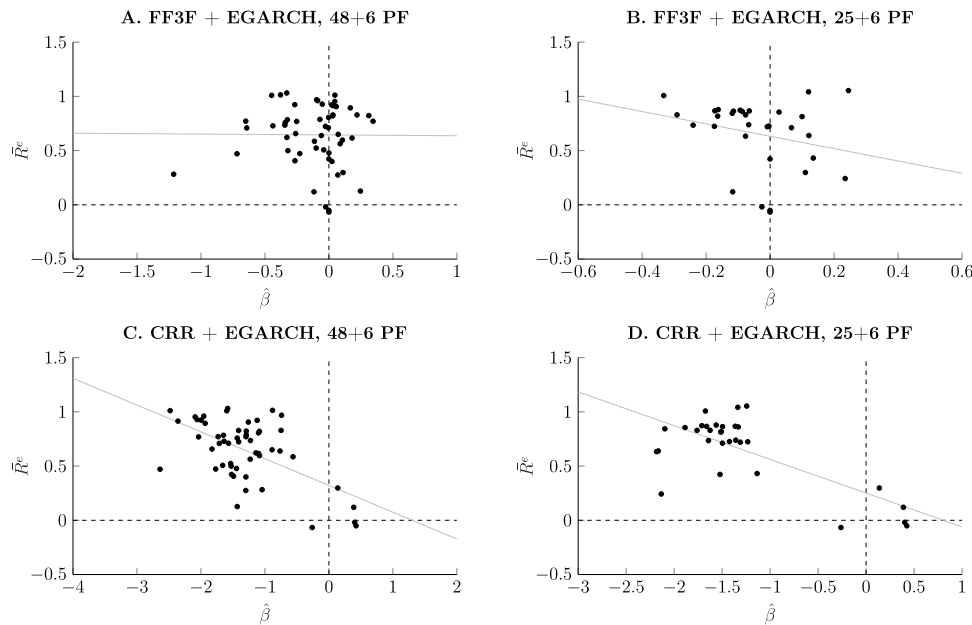 A. FF3F + EGARCH, 48+6 PF
1.5
1
0.5
0
−0.5
R̄ᵉ
−2 −1.5 −1 −0.5 0 0.5 1
β̂
B. FF3F + EGARCH, 25+6 PF
1.5
1
0.5
0
−0.5
R̄ᵉ
−0.6 −0.4 −0.2 0 0.2 0.4 0.6
β̂
C. CRR + EGARCH, 48+6 PF
1.5
1
0.5
0
−0.5
R̄ᵉ
−4 −3 −2 −1 0 1 2
β̂
D. CRR + EGARCH, 25+6 PF
1.5
1
0.5
0
−0.5
R̄ᵉ
−3 −25 −2 −1.5 −1 −0.5 0 0.5 1
β̂